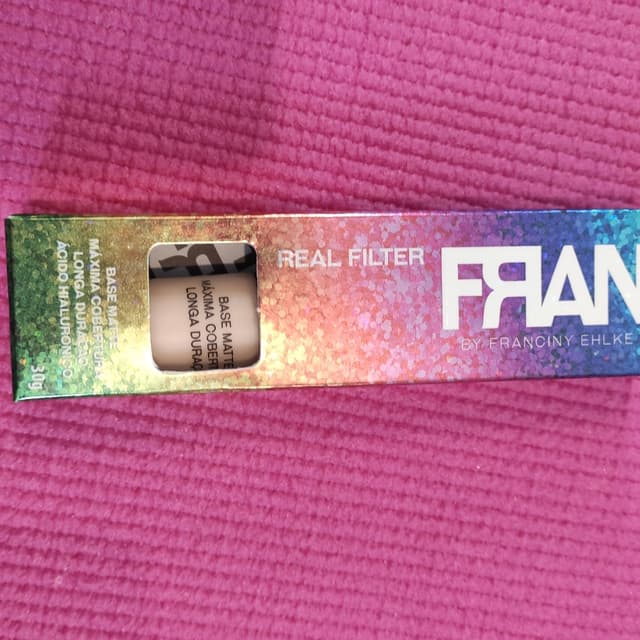 REAL FILTER
FRAN
BY FRANCINY EHLKE
BASE MATTE
MÁXIMA COBERTURA
LONGA DURAÇÃO
ÁCIDO HIALURÔNICO
30g
BASE MATTE
MÁXIMA COBER
LONGA DURAÇ